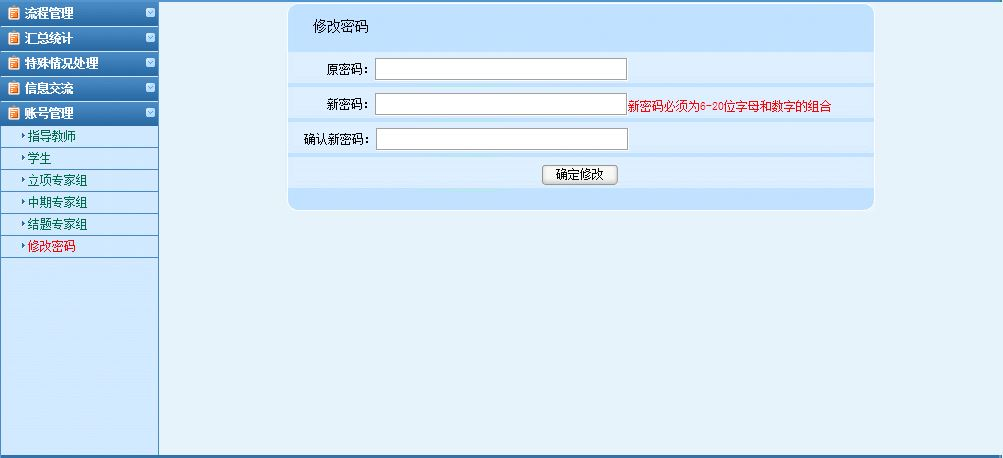 流程管理
汇总统计
特殊情况处理
信息交流
账号管理
指导教师
学生
立项专家组
中期专家组
结题专家组
修改密码
修改密码
原密码：
新密码：
新密码必须为6-20位字母和数字的组合
确认新密码：
确定修改